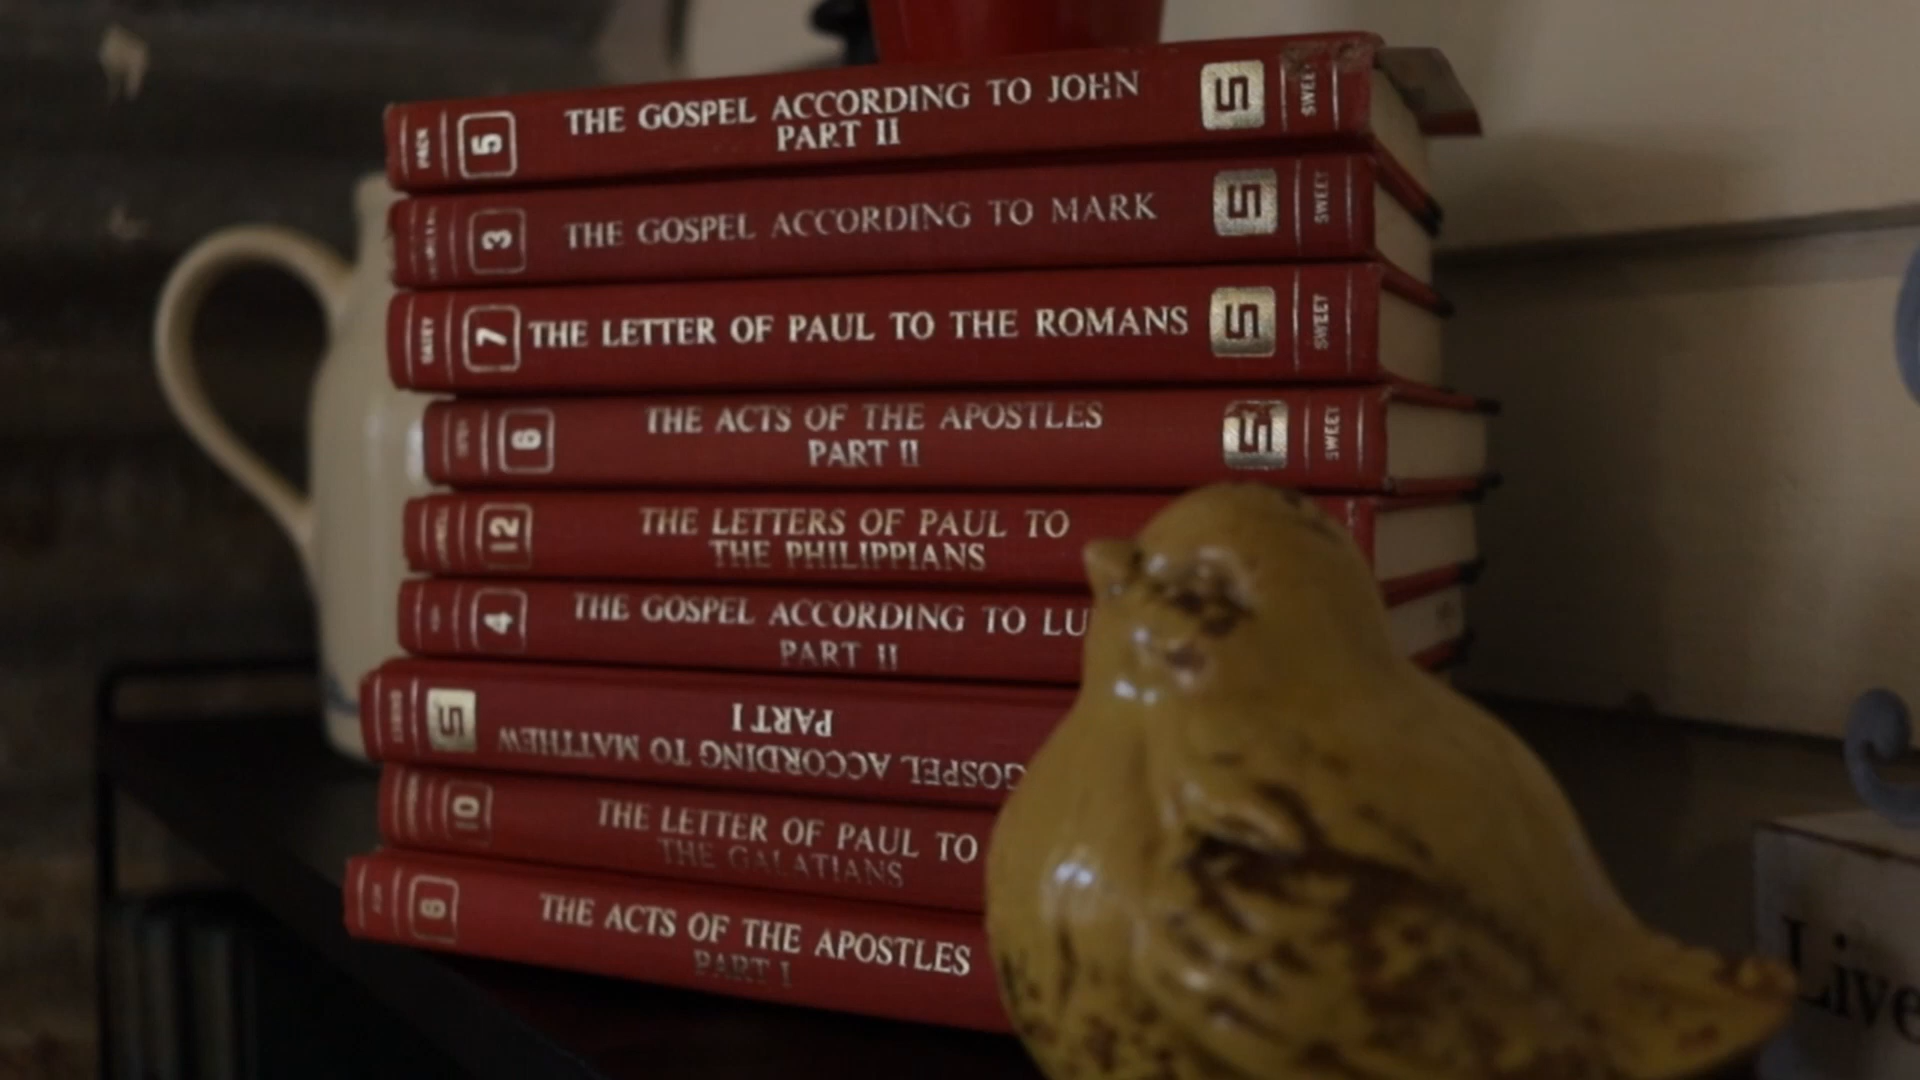 PACK 5 THE GOSPEL ACCORDING TO JOHN SWEET
PART II
3 THE GOSPEL ACCORDING TO MARK SWEET
7 THE LETTER OF PAUL TO THE ROMANS SWEET
6 THE ACTS OF THE APOSTLES SWEET
PART II
12 THE LETTERS OF PAUL TO
THE PHILIPPIANS
4 THE GOSPEL ACCORDING TO LU
PART II
GOSPEL ACCORDING TO MATTHEW
PART I
10 THE LETTER OF PAUL TO
THE GALATIANS
6 THE ACTS OF THE APOSTLES
PART I
Live